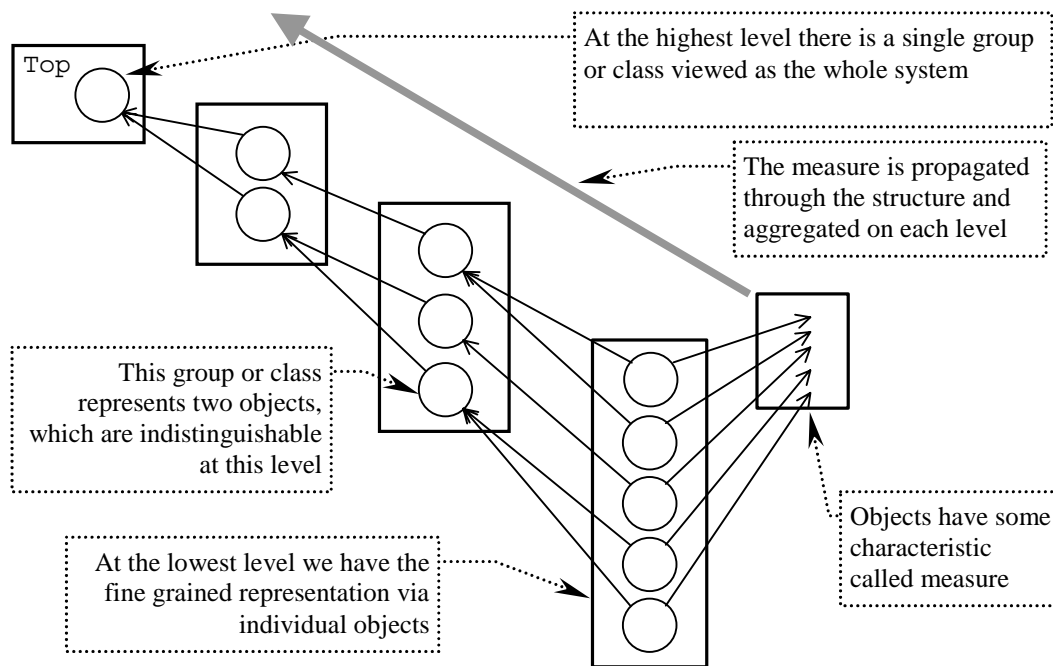 Top
At the highest level there is a single group
or class viewed as the whole system
The measure is propagated
through the structure and
aggregated on each level
This group or class
represents two objects,
which are indistinguishable
at this level
At the lowest level we have the
fine grained representation via
individual objects
Objects have some
characteristic
called measure